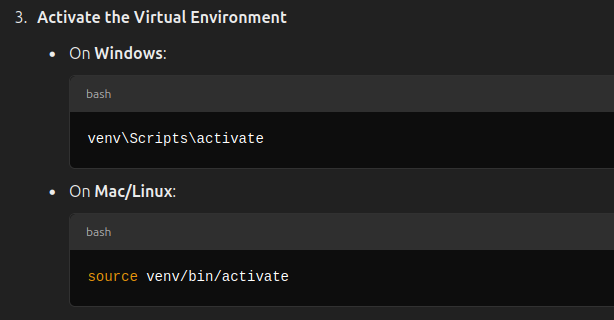 3. Activate the Virtual Environment
• On Windows:
bash
venv\Scripts\activate
• On Mac/Linux:
bash
source venv/bin/activate